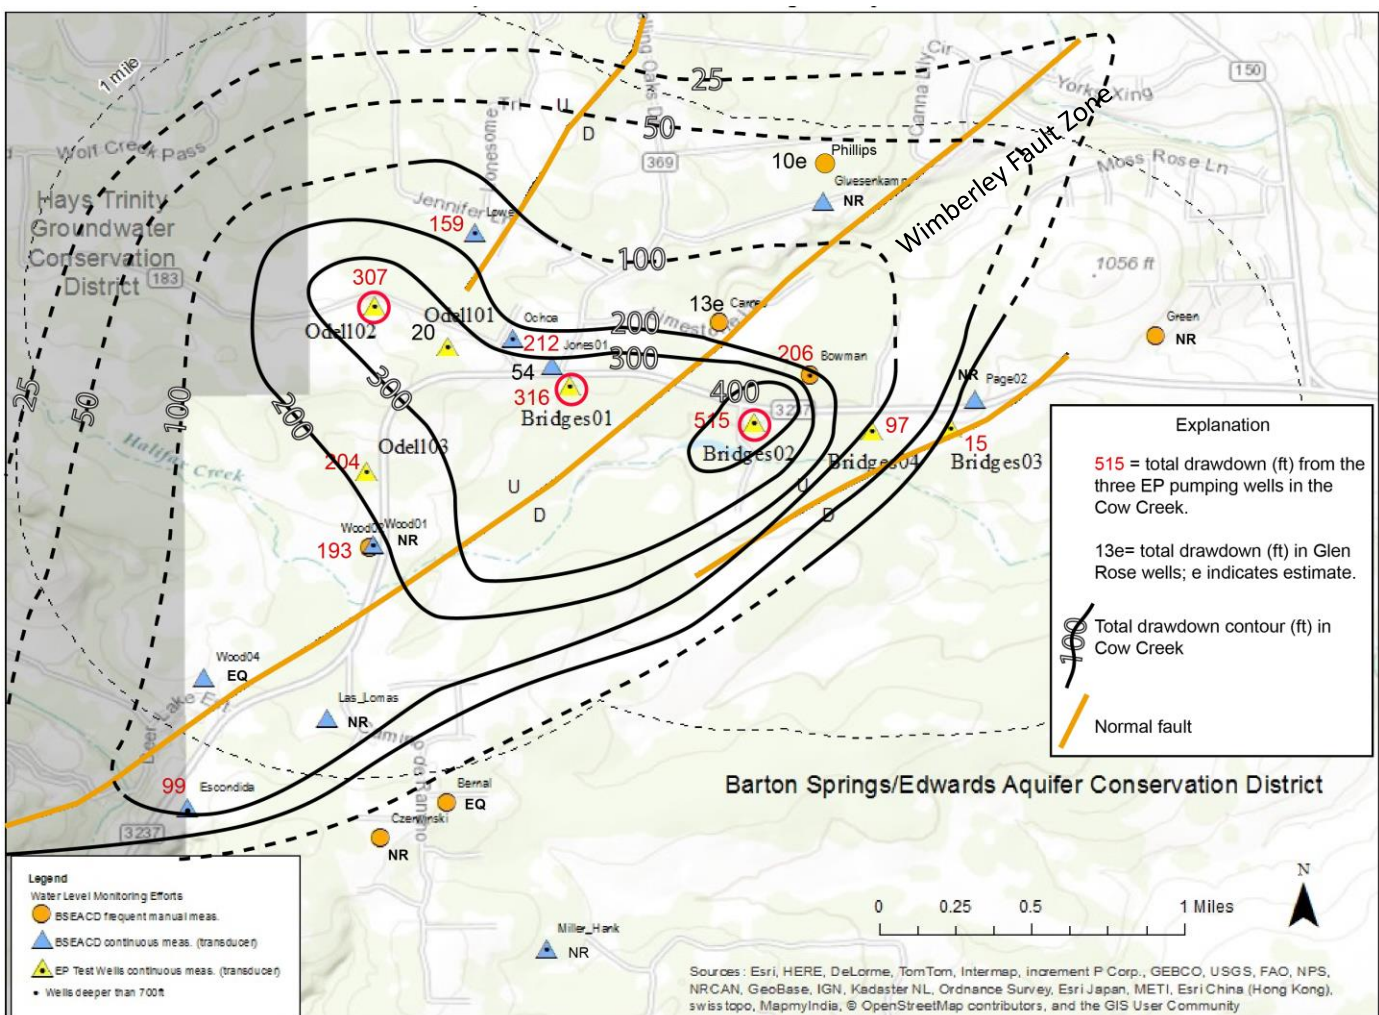 1 mile
25
150
Cir
Canna Lily
York Xing
Wimberley Fault Zone
Tri
U
D
50
369
10e
Phillips
Gluesenkamp
NR
Moss Rose Ln
Wolf Creek Pass
Hays Trinity
Groundwater
Conservation
District
183
Lonesome
Jennifer L
Lowe
159
100
1056 ft
307
Odell02
Odell01
20
Ochoa
212
Jones01
54
316
Bridges01
200
300
13e
Carnes
206
Bowman
Green
NR
NR
Page02
400
3237
515
Bridges02
97
Bridges04
15
Bridges03
25
50
100
200
300
Odell03
204
Halifax Creek
U
D
U
D
Wood01
193
NR
Wood04
EQ
Las_Lomas
NR
Camino de Rancho
99
Escondida
3237
Bernal
EQ
Czerwinski
NR
Miller_Hank
NR
Explanation
515 = total drawdown (ft) from the
three EP pumping wells in the
Cow Creek.
13e= total drawdown (ft) in Glen
Rose wells; e indicates estimate.
100
Total drawdown contour (ft) in
Cow Creek
Normal fault
Barton Springs/Edwards Aquifer Conservation District
Legend
Water Level Monitoring Efforts
BSEACD frequent manual meas.
BSEACD continuous meas. (transducer)
EP Test Wells continuous meas. (transducer)
Wells deeper than 700ft
N
0 0.25 0.5 1 Miles
Sources: Esri, HERE, DeLorme, TomTom, Intermap, increment P Corp., GEBCO, USGS, FAO, NPS,
NRCAN, GeoBase, IGN, Kadaster NL, Ordnance Survey, Esri Japan, METI, Esri China (Hong Kong),
swisstopo, MapmyIndia, © OpenStreetMap contributors, and the GIS User Community